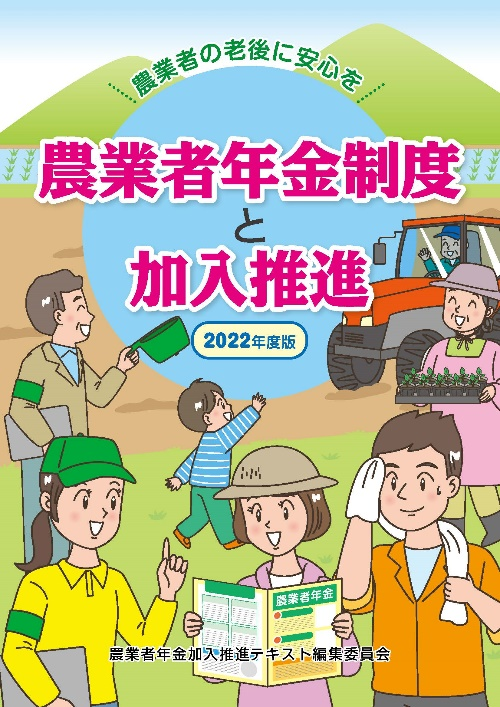 農業者の老後に安心を
農業者年金制度
と
加入推進
2022年度版
農業者年金
農業者年金加入推進テキスト編集委員会